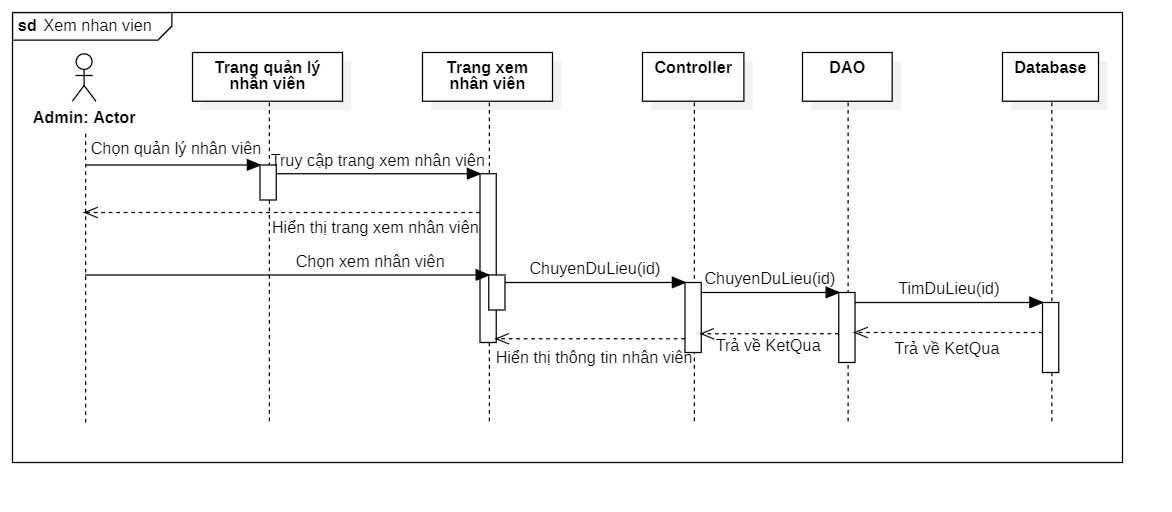 sd Xem nhan vien
Trang quản lý
nhân viên
Trang xem
nhân viên
Controller
DAO
Database
Admin: Actor
Chọn quản lý nhân viên
Truy cập trang xem nhân viên
Hiển thị trang xem nhân viên
Chọn xem nhân viên
ChuyenDuLieu(id)
ChuyenDuLieu(id)
TimDuLieu(id)
Hiển thị thông tin nhân viên
Trả về KetQua
Trả về KetQua